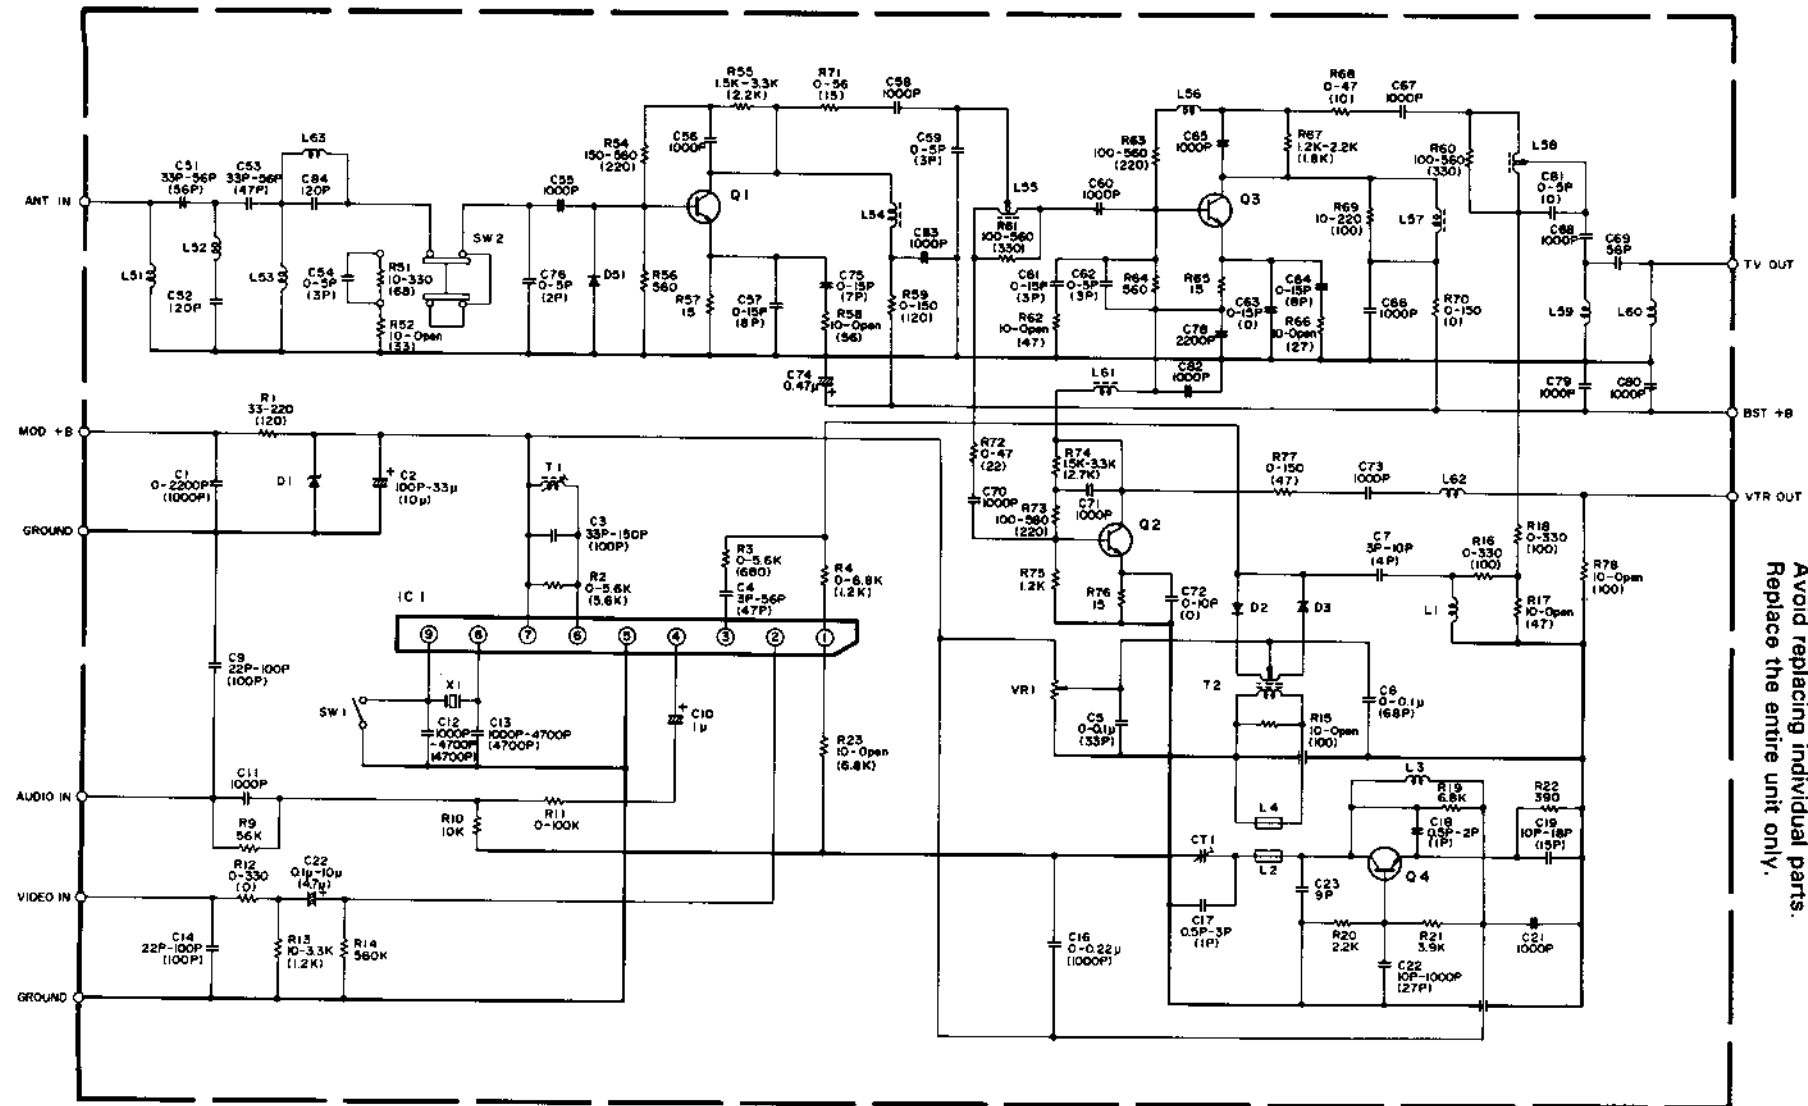 R55
1.5K-3.3K
(2.2K)
R71
0-56
(15)
C58
1000P
L56
R68
0-47
(10)
C67
1000P
L63
C51
33P-56P
(56P)
C53
33P-56P
(47P)
C84
120P
R54
150-560
(220)
C56
1000P
C59
0-5P
(3P)
R63
100-560
(220)
C65
1000P
R67
1.2K-2.2K
(1.8K)
R60
100-560
(330)
L58
ANT IN
C55
1000P
Q1
L55
C60
1000P
Q3
C81
0-5P
(0)
L54
R61
100-560
(330)
R69
10-220
(100)
L57
L52
SW2
C83
1000P
C68
1000P
C69
56P
TV OUT
L51
L53
C54
0-5P
(3P)
R51
10-330
(68)
C76
0-5P
(2P)
D51
R56
560
C75
0-15P
(7P)
C61
0-15P
(3P)
C62
0-5P
(3P)
R64
560
R65
15
C64
0-15P
(8P)
C52
120P
R57
15
C57
0-15P
(8P)
R59
0-150
(120)
C63
0-15P
(0)
C66
1000P
R70
0-150
(0)
L59
L60
R52
10-Open
(33)
R58
10-Open
(56)
R62
10-Open
(47)
C78
2200P
R66
10-Open
(27)
C74
0.47μ
+
L61
C82
1000P
C79
1000P
C80
1000P
BST +B
R1
33-220
(120)
MOD +B
C1
0-2200P
(1000P)
D1
+
C2
100P-33μ
(10μ)
T1
R72
0-47
(22)
R74
1.5K-3.3K
(2.7K)
R77
0-150
(47)
C73
1000P
L62
VTR OUT
C70
1000P
C71
1000P
R73
100-560
(220)
Q2
GROUND
C3
33P-150P
(100P)
R3
0-5.6K
(680)
R4
0-6.8K
(1.2K)
C7
3P-10P
(4P)
R16
0-330
(100)
R18
0-330
(100)
R78
10-Open
(100)
R2
0-5.6K
(5.6K)
C4
3P-56P
(47P)
R75
1.2K
R76
15
C72
0-10P
(0)
D2
D3
L1
R17
10-Open
(47)
IC1
9
8
7
6
5
4
3
2
1
C9
22P-100P
(100P)
X1
SW1
C12
1000P
~4700P
(4700P)
C13
1000P-4700P
(4700P)
+
C10
1μ
R23
10-Open
(6.8K)
VR1
C5
0-0.1μ
(33P)
T2
R15
10-Open
(100)
C6
0-0.1μ
(68P)
L3
AUDIO IN
C11
1000P
R9
56K
R10
10K
R11
0-100K
L4
R19
6.8K
C18
0.5P-2P
(1P)
R22
390
C19
10P-18P
(15P)
CT1
L2
Q4
R12
0-330
(0)
C22
0.1μ-10μ
(4.7μ)
+
VIDEO IN
C23
9P
C14
22P-100P
(100P)
R13
10-3.3K
(1.2K)
R14
560K
C16
0-0.22μ
(1000P)
C17
0.5P-3P
(1P)
R20
2.2K
R21
3.9K
C21
1000P
C22
10P-1000P
(27P)
GROUND
Avoid replacing individual parts.
Replace the entire unit only.